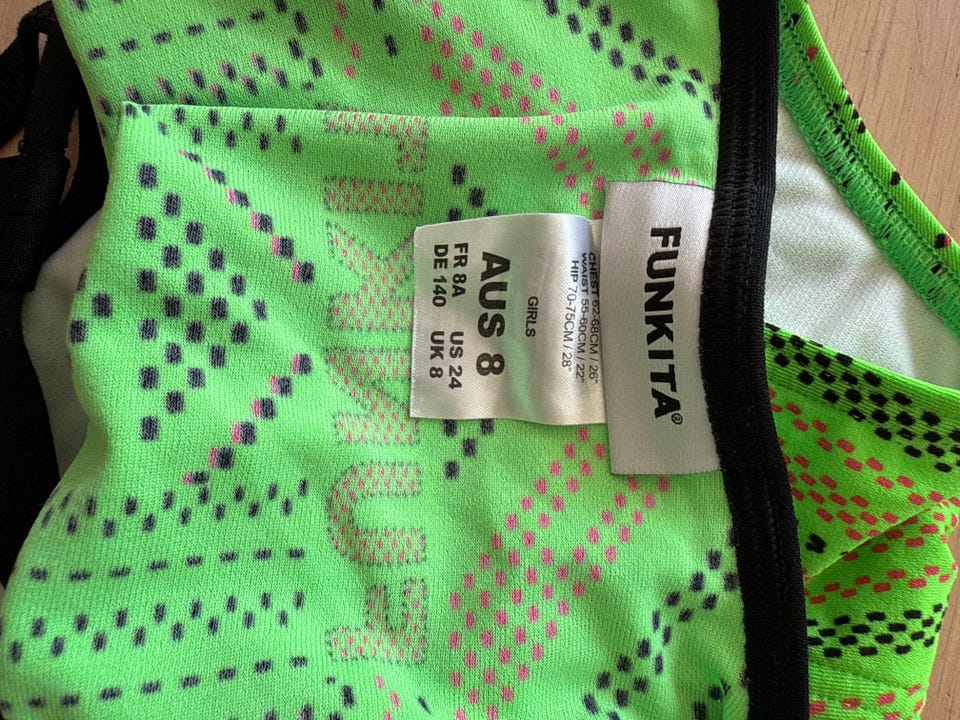 FUNKITA®
CHEST 62-68CM / 26"
WAIST 55-60CM / 22"
HIP 70-75CM / 28"
GIRLS
AUS 8
FR 8A US 24
DE 140 UK 8
FUNKITA